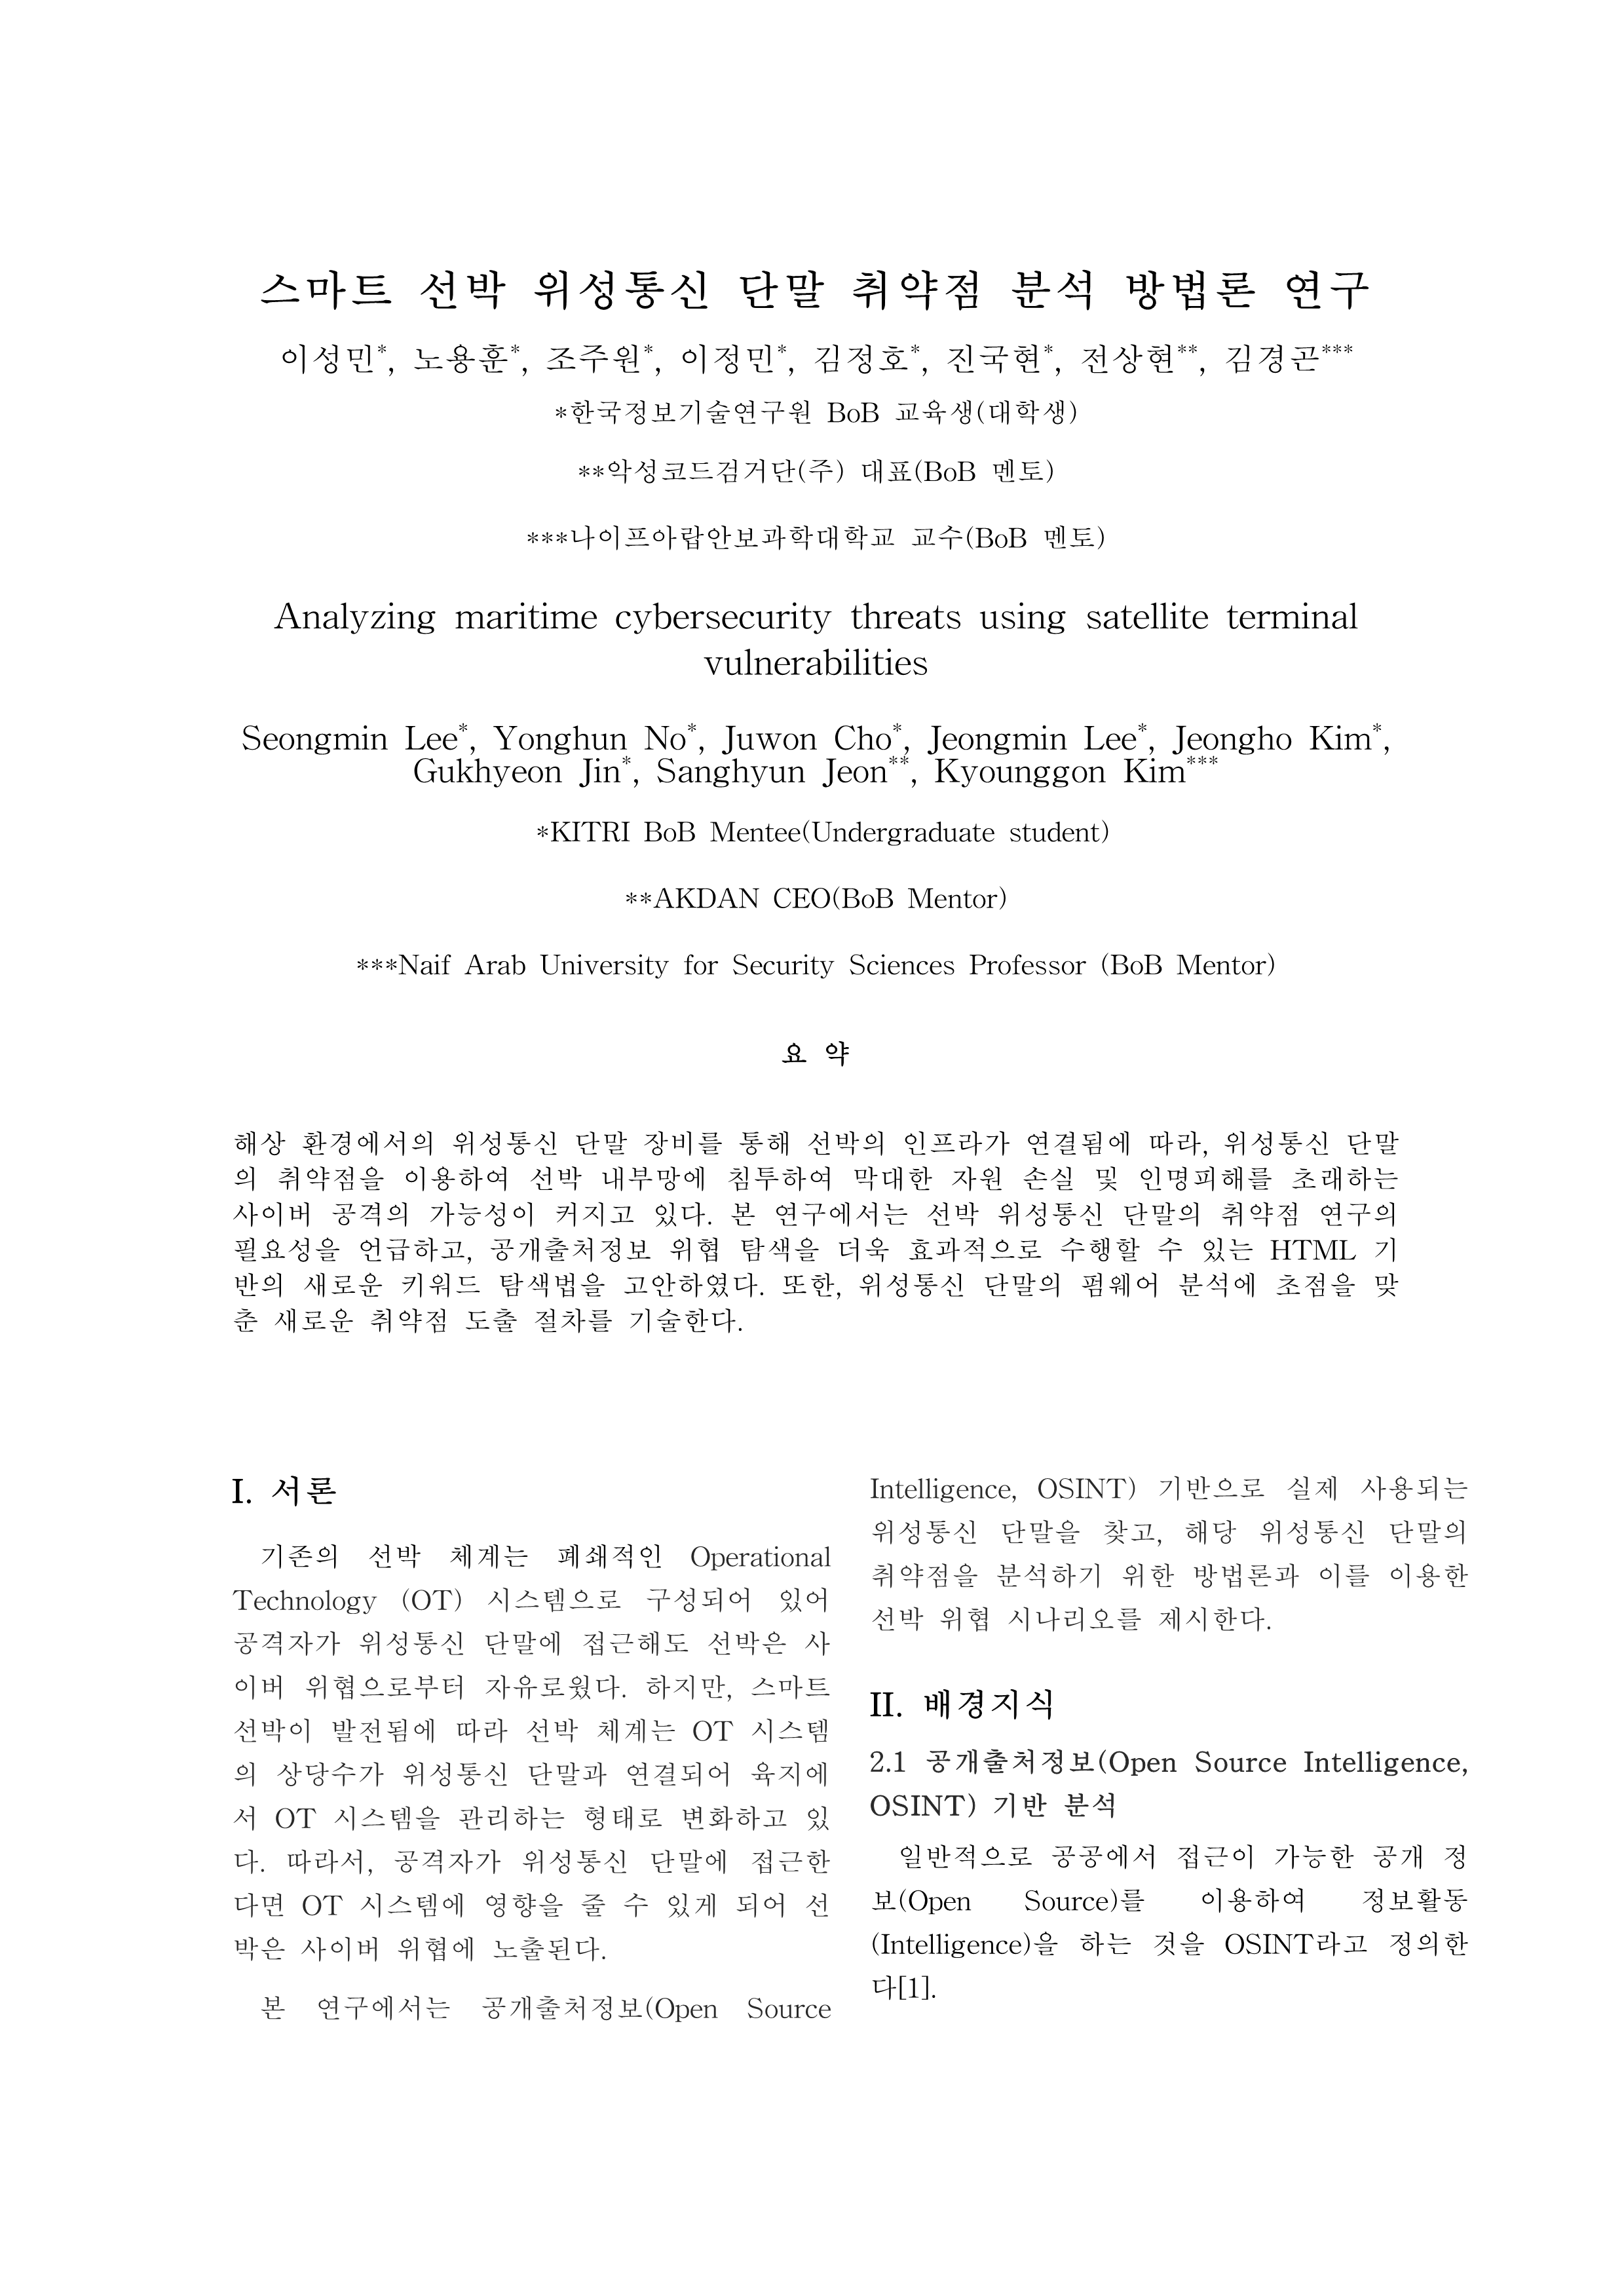 스마트 선박 위성통신 단말 취약점 분석 방법론 연구
이성민*, 노용훈*, 조주원*, 이정민*, 김정호*, 진국현*, 전상현**, 김경곤***
*한국정보기술연구원 BoB 교육생(대학생)
**악성코드검거단(주) 대표(BoB 멘토)
***나이프아랍안보과학대학교 교수(BoB 멘토)
Analyzing maritime cybersecurity threats using satellite terminal
vulnerabilities
Seongmin Lee*, Yonghun No*, Juwon Cho*, Jeongmin Lee*, Jeongho Kim*,
Gukhyeon Jin*, Sanghyun Jeon**, Kyounggon Kim***
*KITRI BoB Mentee(Undergraduate student)
**AKDAN CEO(BoB Mentor)
***Naif Arab University for Security Sciences Professor (BoB Mentor)
요 약
해상 환경에서의 위성통신 단말 장비를 통해 선박의 인프라가 연결됨에 따라, 위성통신 단말
의 취약점을 이용하여 선박 내부망에 침투하여 막대한 자원 손실 및 인명피해를 초래하는
사이버 공격의 가능성이 커지고 있다. 본 연구에서는 선박 위성통신 단말의 취약점 연구의
필요성을 언급하고, 공개출처정보 위협 탐색을 더욱 효과적으로 수행할 수 있는 HTML 기
반의 새로운 키워드 탐색법을 고안하였다. 또한, 위성통신 단말의 펌웨어 분석에 초점을 맞
춘 새로운 취약점 도출 절차를 기술한다.
I. 서론
기존의 선박 체계는 폐쇄적인 Operational
Technology (OT) 시스템으로 구성되어 있어
공격자가 위성통신 단말에 접근해도 선박은 사
이버 위협으로부터 자유로웠다. 하지만, 스마트
선박이 발전됨에 따라 선박 체계는 OT 시스템
의 상당수가 위성통신 단말과 연결되어 육지에
서 OT 시스템을 관리하는 형태로 변화하고 있
다. 따라서, 공격자가 위성통신 단말에 접근한
다면 OT 시스템에 영향을 줄 수 있게 되어 선
박은 사이버 위협에 노출된다.
본 연구에서는 공개출처정보(Open Source
Intelligence, OSINT) 기반으로 실제 사용되는
위성통신 단말을 찾고, 해당 위성통신 단말의
취약점을 분석하기 위한 방법론과 이를 이용한
선박 위협 시나리오를 제시한다.
II. 배경지식
2.1 공개출처정보(Open Source Intelligence,
OSINT) 기반 분석
일반적으로 공공에서 접근이 가능한 공개 정
보(Open Source)를 이용하여 정보활동
(Intelligence)을 하는 것을 OSINT라고 정의한
다[1].